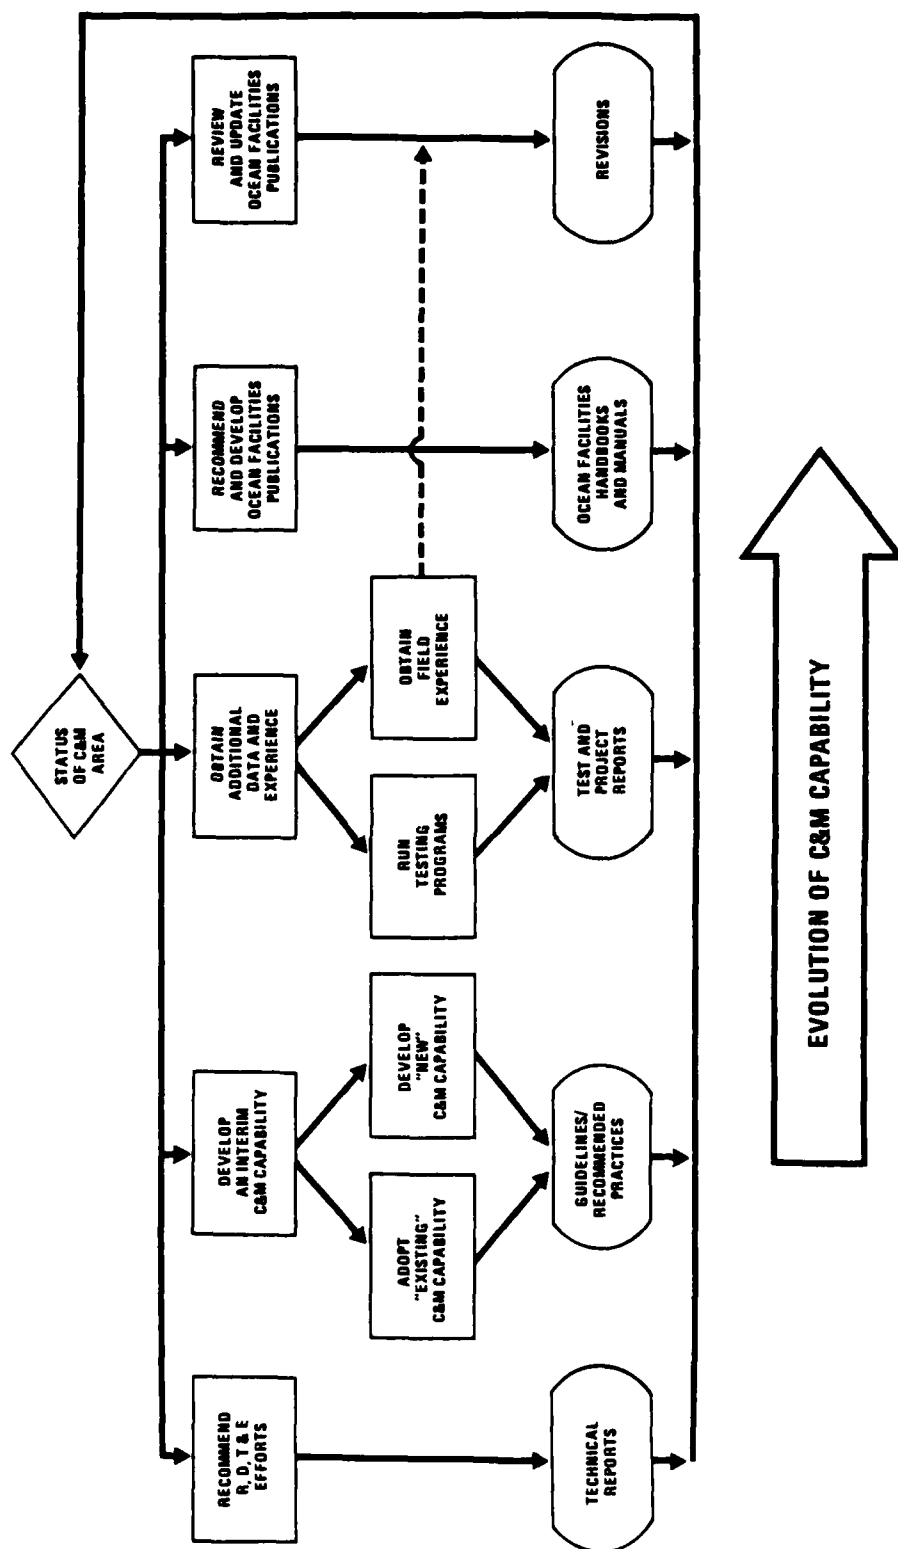 STATUS
OF C&M
AREA
RECOMMEND
R, D, T & E
EFFORTS
DEVELOP
AN INTERIM
C&M CAPABILITY
OBTAIN
ADDITIONAL
DATA AND
EXPERIENCE
RECOMMEND
AND DEVELOP
OCEAN FACILITIES
PUBLICATIONS
REVIEW
AND UPDATE
OCEAN FACILITIES
PUBLICATIONS
ADOPT
"EXISTING"
C&M CAPABILITY
DEVELOP
"NEW"
C&M CAPABILITY
RUN
TESTING
PROGRAMS
OBTAIN
FIELD
EXPERIENCE
TECHNICAL
REPORTS
GUIDELINES/
RECOMMENDED
PRACTICES
TEST AND
PROJECT
REPORTS
OCEAN FACILITIES
HANDBOOKS
AND MANUALS
REVISIONS
EVOLUTION OF C&M CAPABILITY